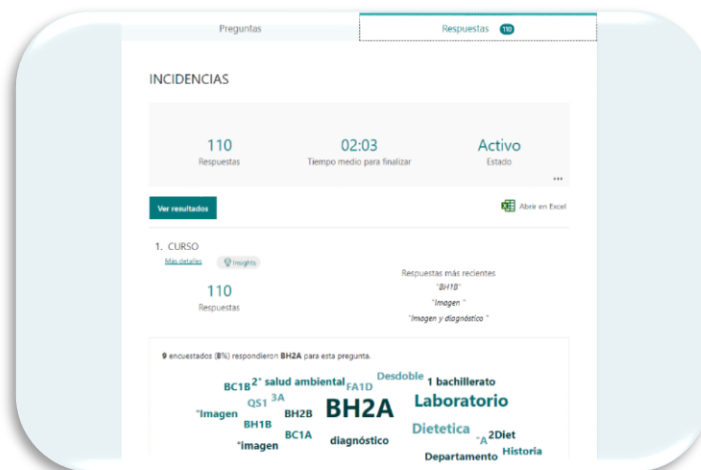 Preguntas
Respuestas 110
INCIDENCIAS
110 02:03 Activo
Respuestas Tiempo medio para finalizar Estado
...
Ver resultados Abrir en Excel
1. CURSO
Más detalles Insights
Respuestas más recientes
110 "BH1B"
Respuestas "Imagen "
"Imagen y diagnóstico "
9 encuestados (8%) respondieron BH2A para esta pregunta.
BC1B 2° salud ambiental FA1D Desdoble 1 bachillerato
QS1 3A
"Imagen BH2B BH2A Laboratorio
BH1B
"imagen BC1A diagnóstico Dietetica "A 2Diet
Departamento Historia